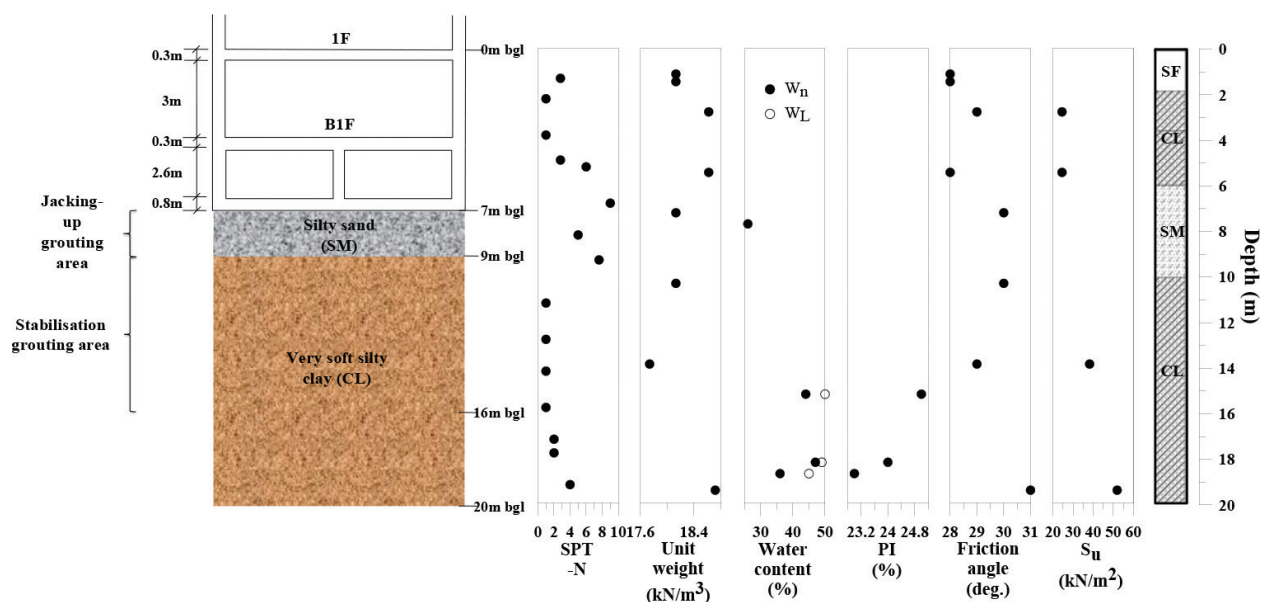 1F
0m bgl
0.3m
3m
B1F
0.3m
2.6m
0.8m
7m bgl
Jacking-
up
grouting
area
Silty sand
(SM)
9m bgl
Stabilisation
grouting area
Very soft silty
clay (CL)
16m bgl
20m bgl
0 2 4 6 8 10
SPT
-N
17.6 18.4
Unit
weight
(kN/m³)
Wn
WL
30 40 50
Water
content
(%)
23.2 24 24.8
PI
(%)
28 29 30 31
Friction
angle
(deg.)
20 30 40 50 60
Su
(kN/m²)
SF
CL
SM
CL
0
2
4
6
8
10
12
14
16
18
20
Depth (m)